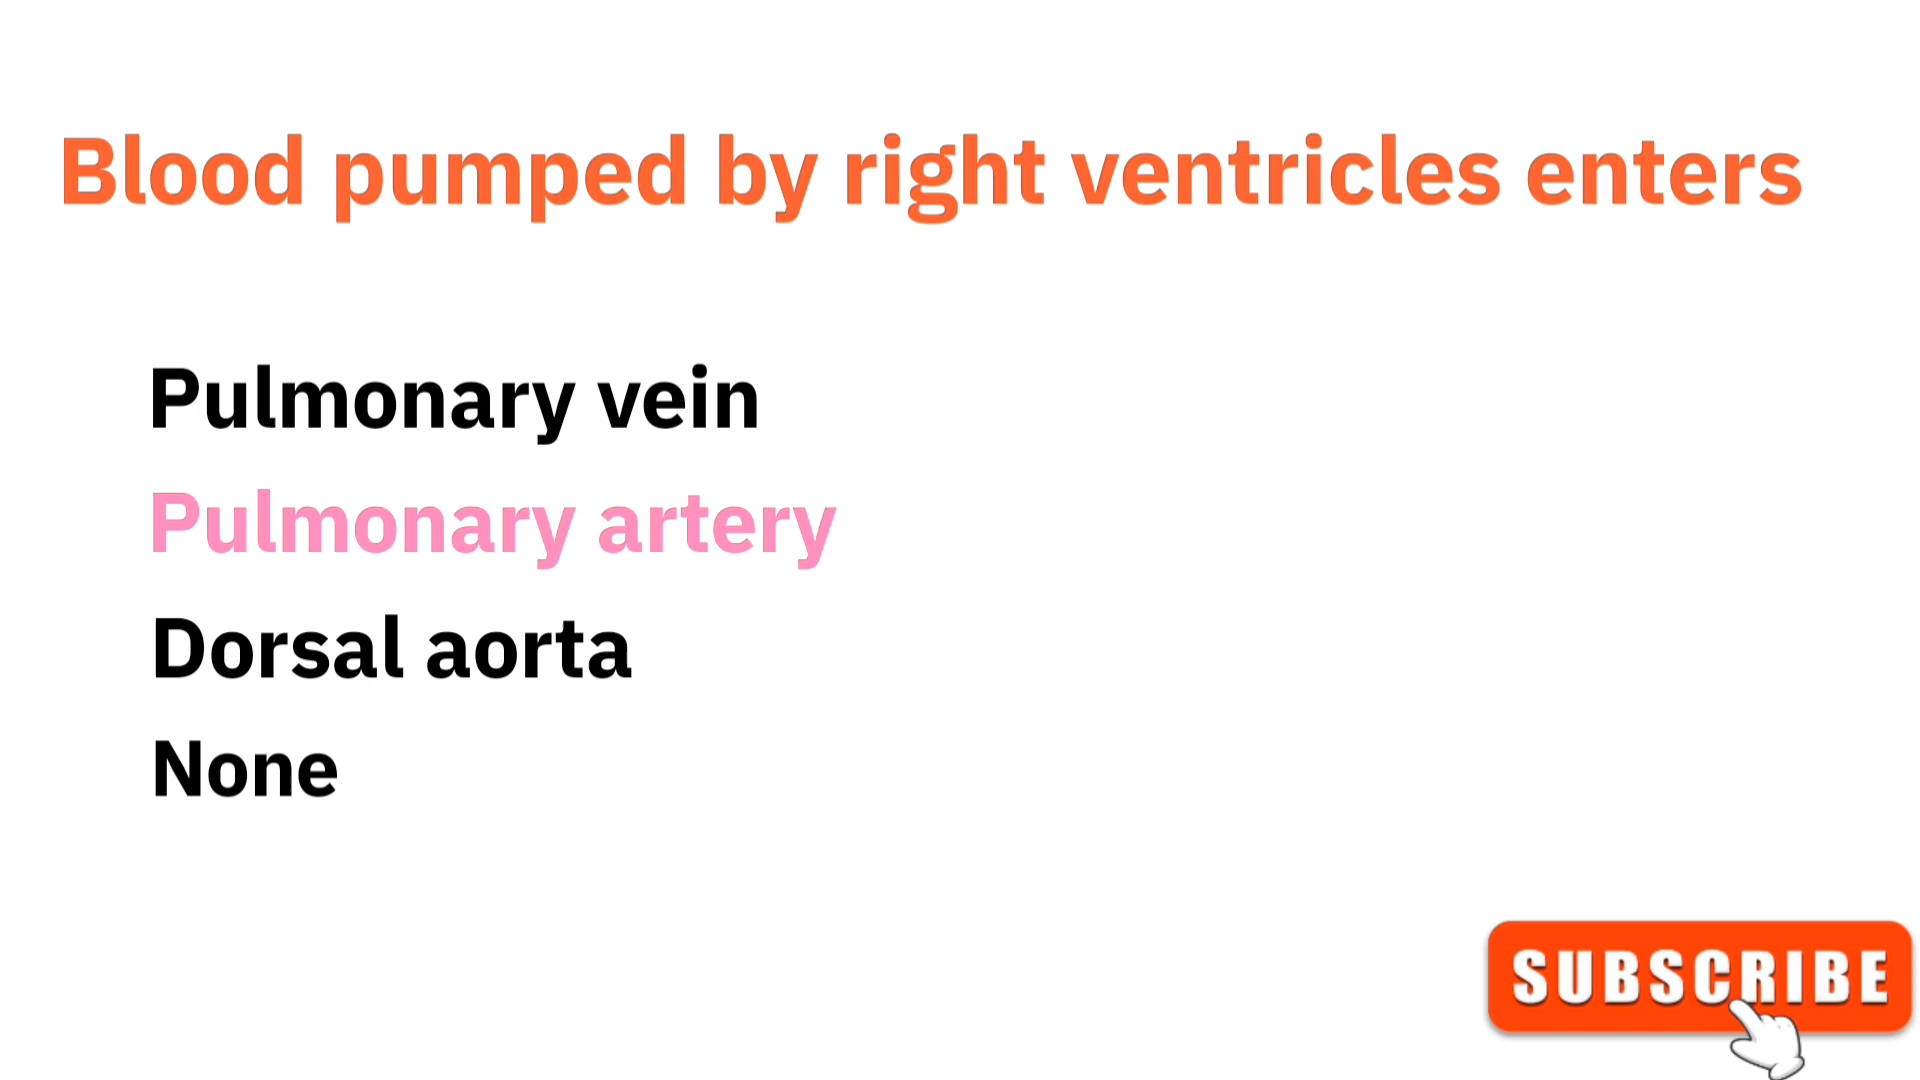 Blood pumped by right ventricles enters
Pulmonary vein
Pulmonary artery
Dorsal aorta
None
SUBSCRIBE